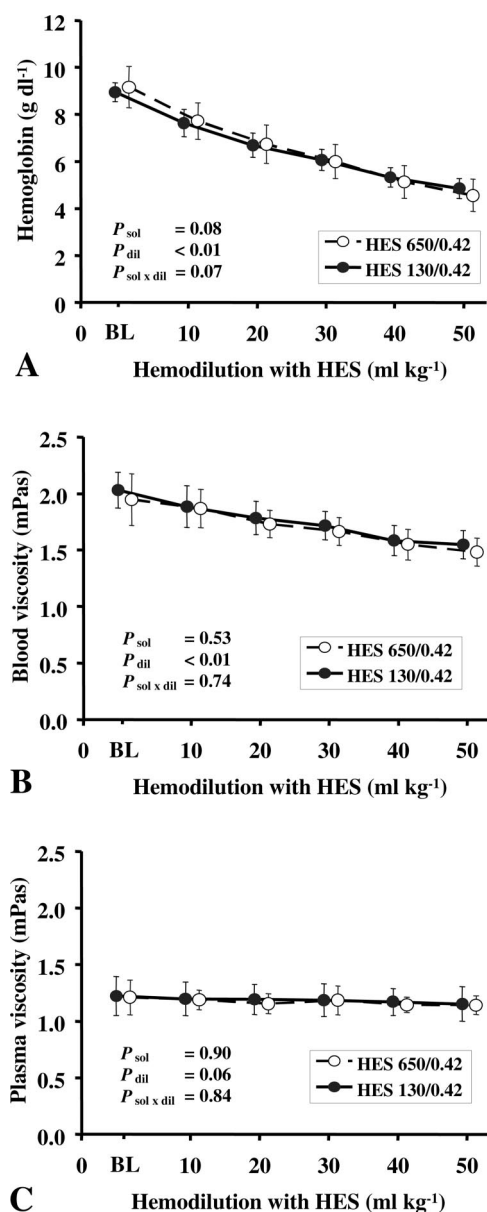 12
10
8
6
4
2
0
Hemoglobin (g dl⁻¹)
P sol = 0.08
P dil < 0.01
P sol x dil = 0.07
HES 650/0.42
HES 130/0.42
0 BL 10 20 30 40 50
A
Hemodilution with HES (ml kg⁻¹)
2.5
2.0
1.5
1.0
0.5
0.0
Blood viscosity (mPas)
P sol = 0.53
P dil < 0.01
P sol x dil = 0.74
HES 650/0.42
HES 130/0.42
0 BL 10 20 30 40 50
B
Hemodilution with HES (ml kg⁻¹)
2.5
2.0
1.5
1.0
0.5
0.0
Plasma viscosity (mPas)
P sol = 0.90
P dil = 0.06
P sol x dil = 0.84
HES 650/0.42
HES 130/0.42
0 BL 10 20 30 40 50
C
Hemodilution with HES (ml kg⁻¹)